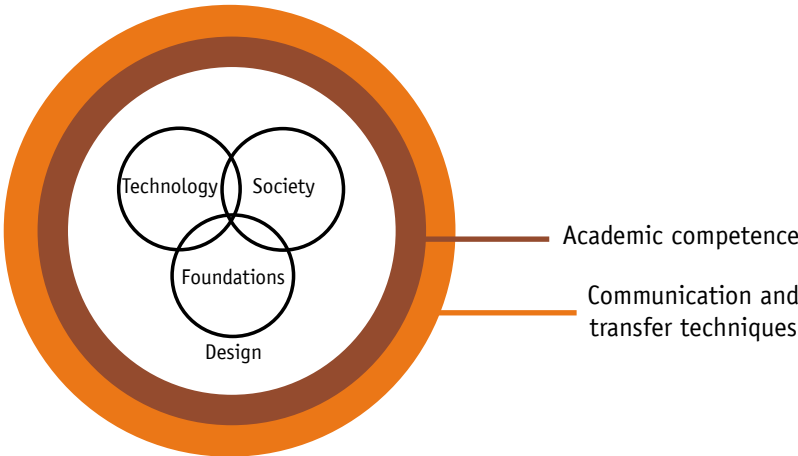 Technology
Society
Foundations
Design
Academic competence
Communication and
transfer techniques